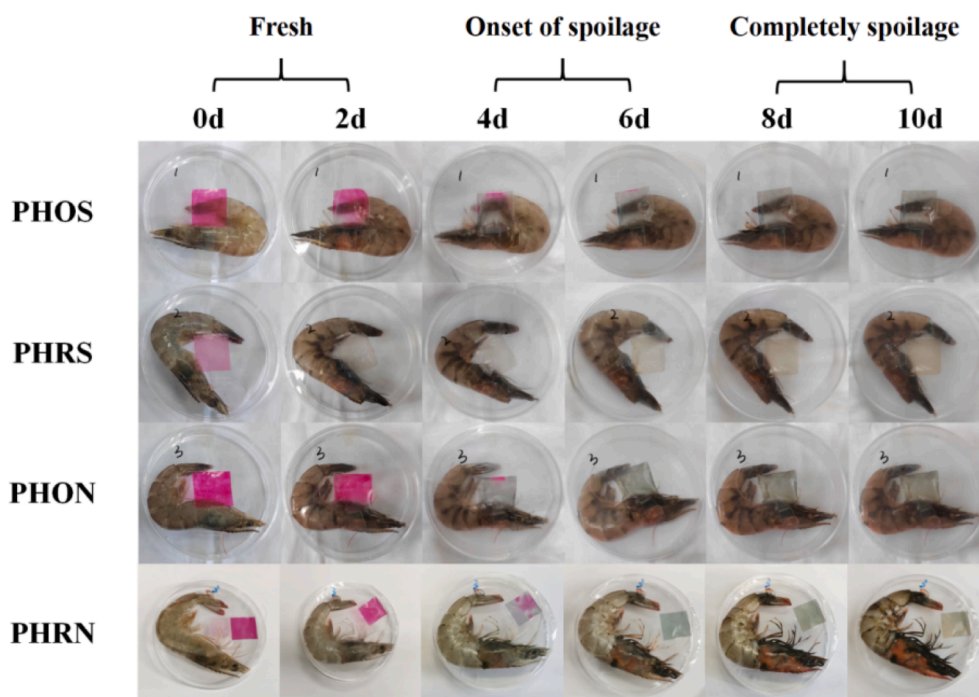 Fresh Onset of spoilage Completely spoilage
0d 2d 4d 6d 8d 10d
PHOS 1 1 1 1 1 1
PHRS 2 2 2 2 2 2
PHON 3 3 3 3 3 3
PHRN